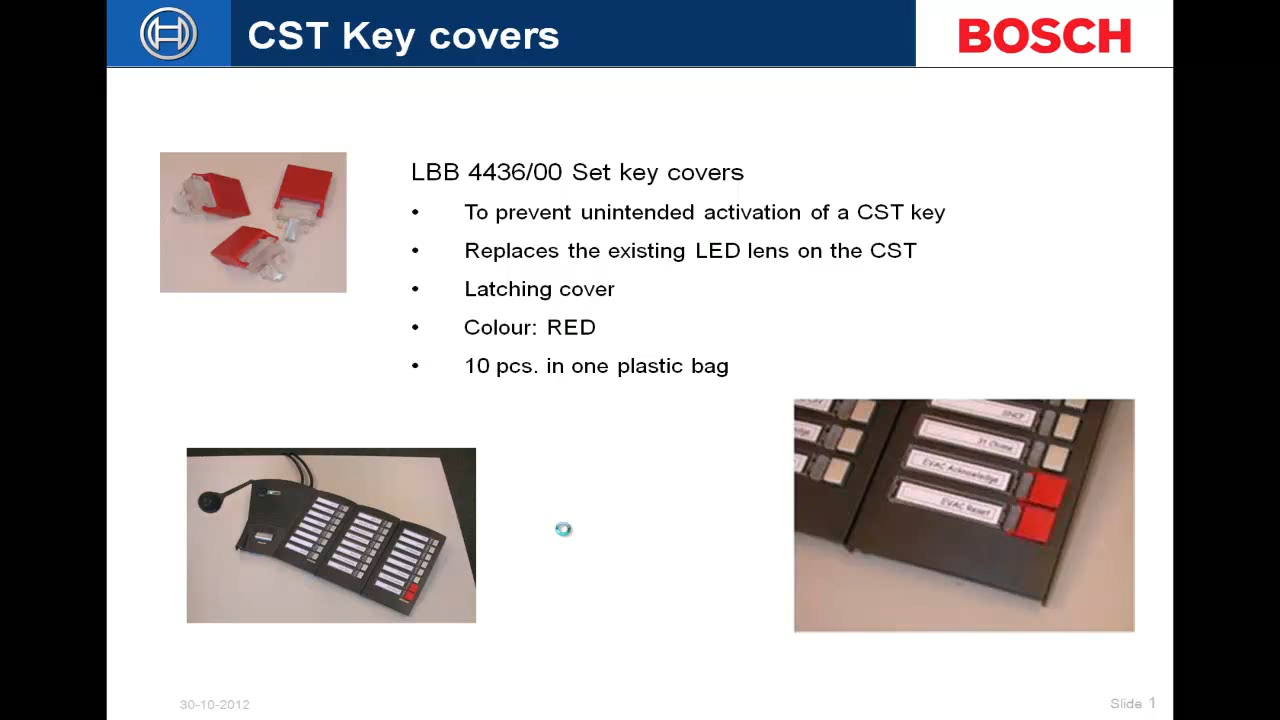 CST Key covers
BOSCH
LBB 4436/00 Set key covers
• To prevent unintended activation of a CST key
• Replaces the existing LED lens on the CST
• Latching cover
• Colour: RED
• 10 pcs. in one plastic bag
EVAC Acknowledge
EVAC Reset
30-10-2012
Slide 1